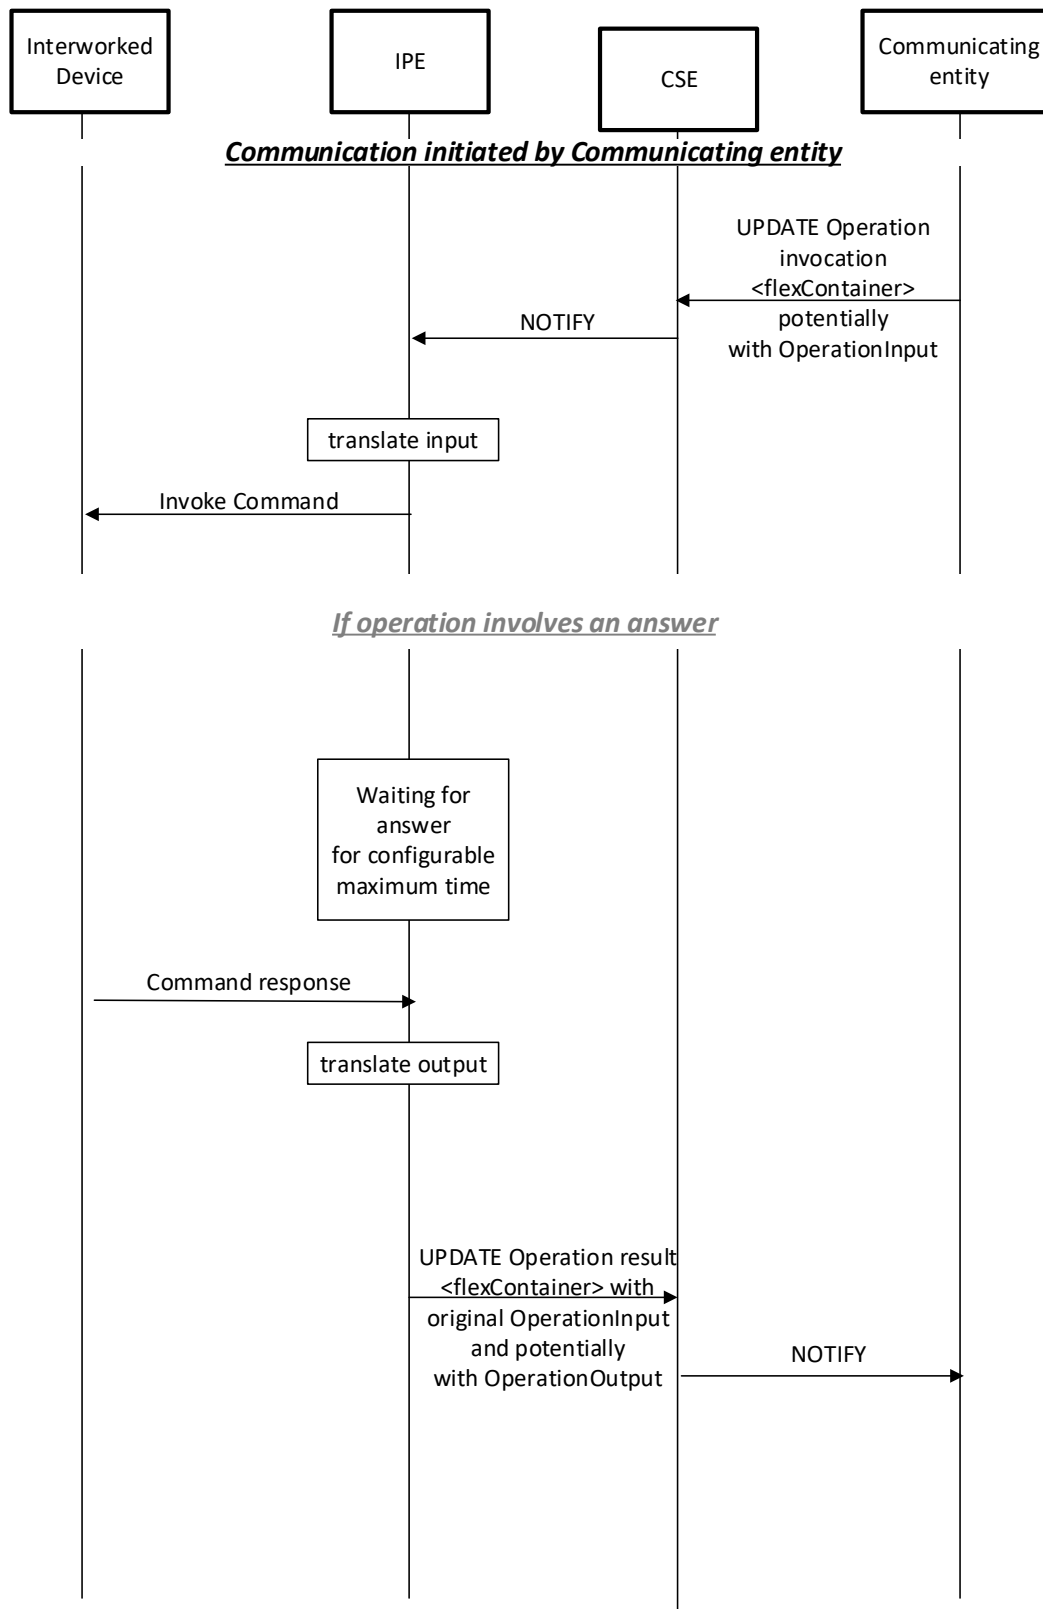 Interworked
Device
IPE
CSE
Communicating
entity
Communication initiated by Communicating entity
UPDATE Operation
invocation
<flexContainer>
potentially
with OperationInput
NOTIFY
translate input
Invoke Command
If operation involves an answer
Waiting for
answer
for configurable
maximum time
Command response
translate output
UPDATE Operation result
<flexContainer> with
original OperationInput
and potentially
with OperationOutput
NOTIFY